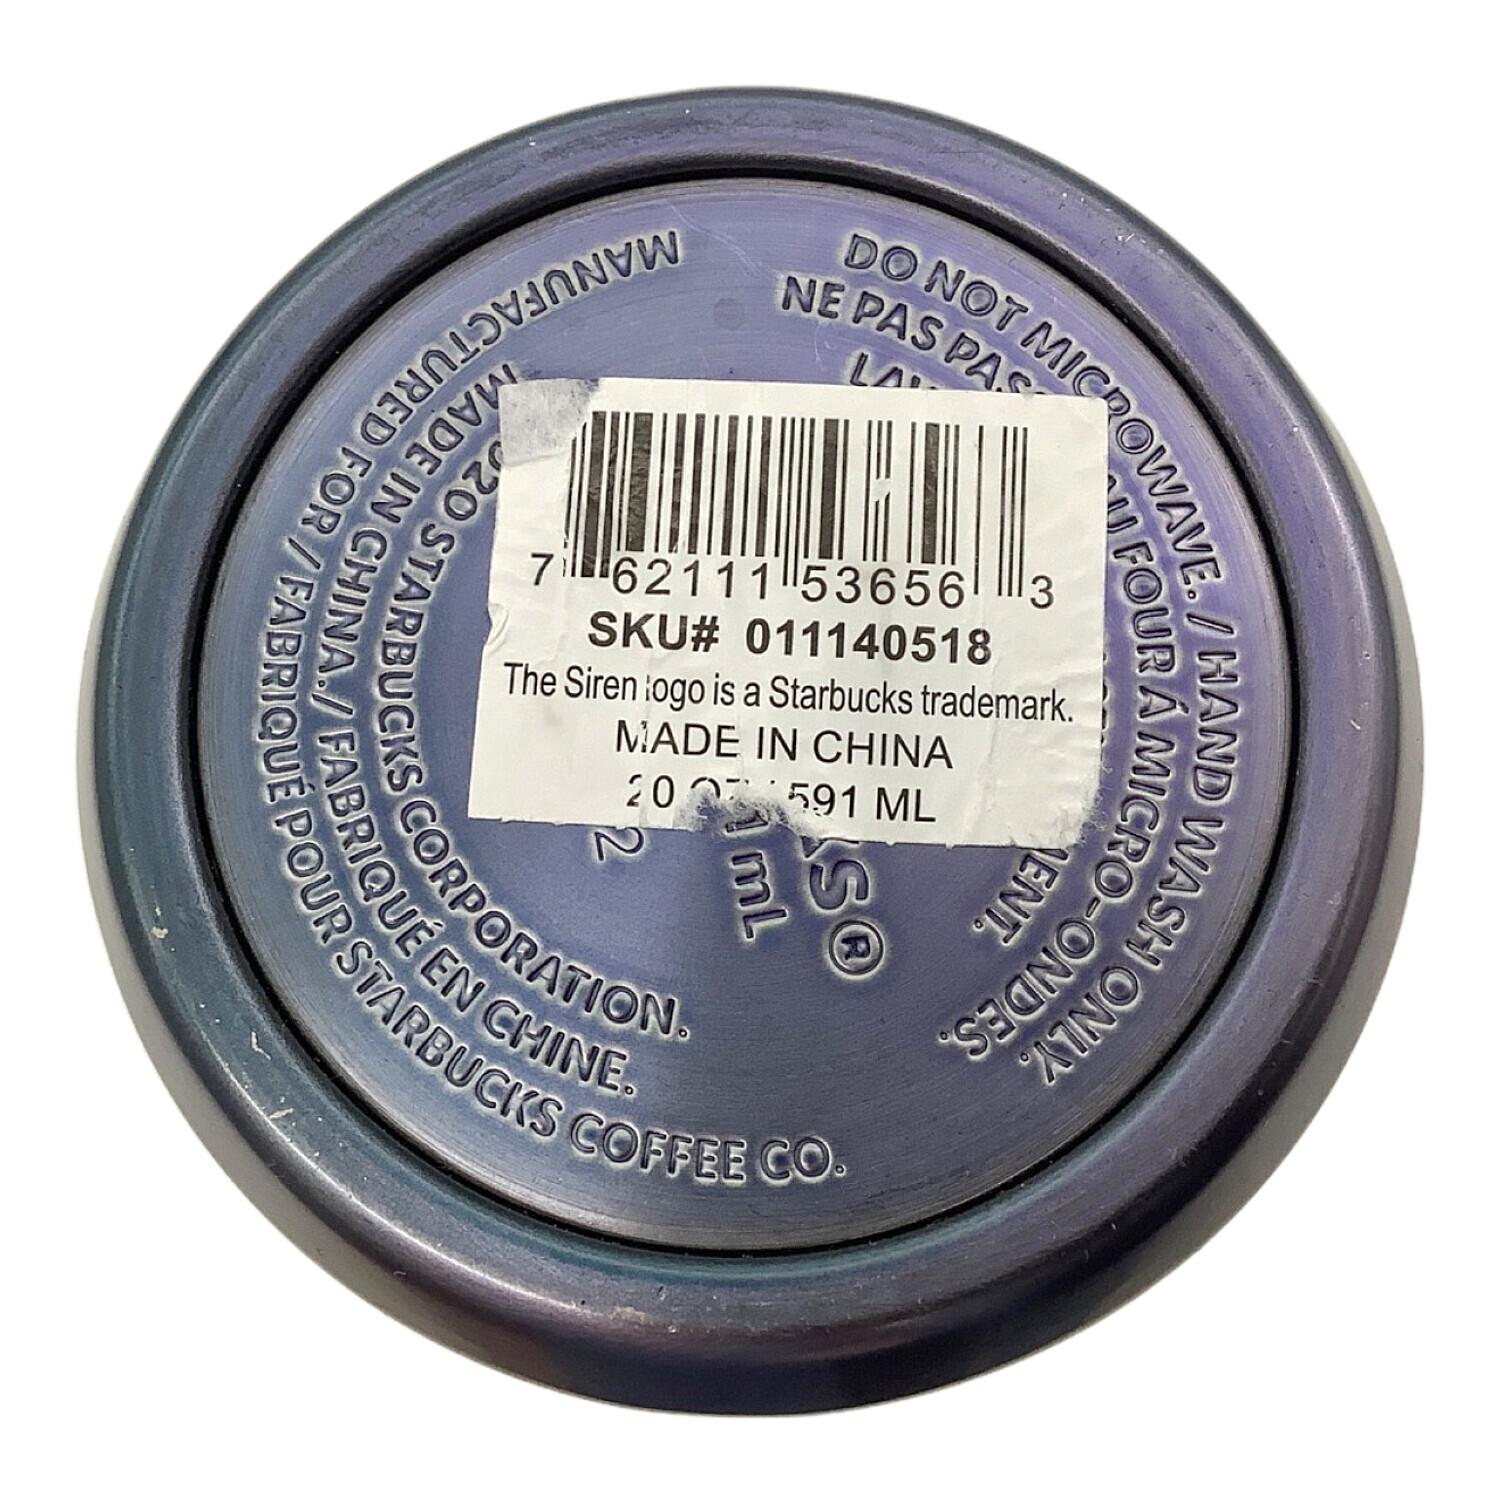 DO NOT MICROWAVE. / HAND WASH ONLY.
NE PAS AU FOUR À MICRO-ONDES.
MANUFACTURED FOR / FABRIQUÉ POUR STARBUCKS COFFEE CO.
MADE IN CHINA. / FABRIQUÉ EN CHINE.
STARBUCKS CORPORATION.
7 62111 53656 3
SKU# 011140518
The Siren logo is a Starbucks trademark.
MADE IN CHINA
20 OZ / 591 ML
mL